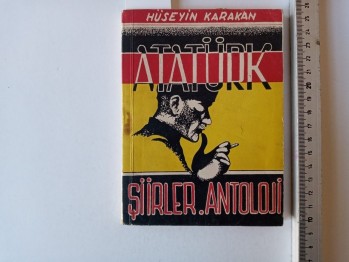 HÜSEYİN KARAKAN
ATATÜRK
ŞİİRLER.ANTOLOJİ